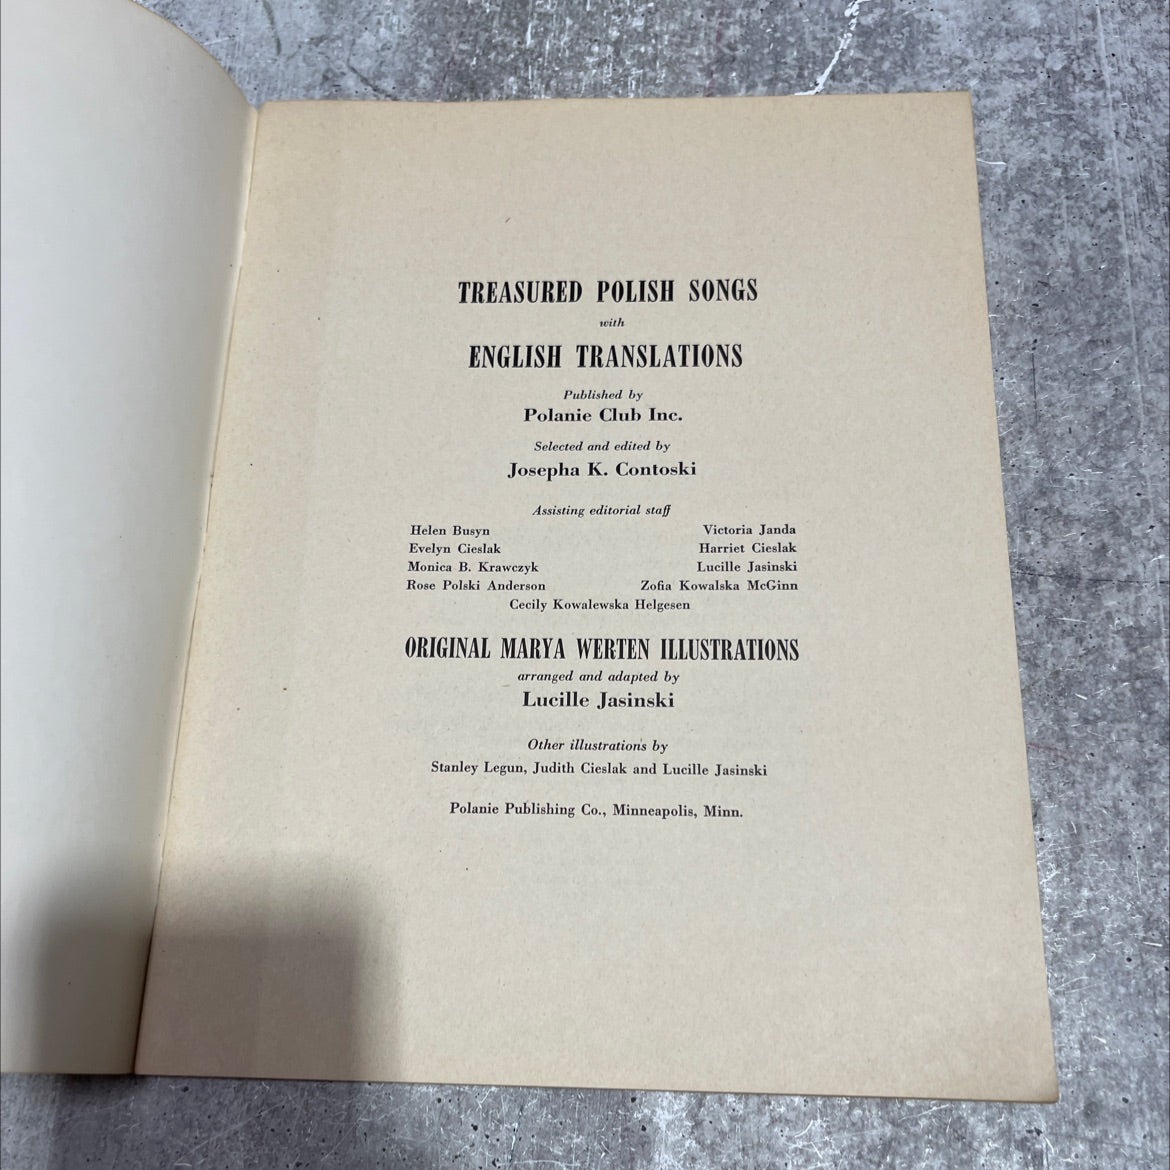 TREASURED POLISH SONGS
with
ENGLISH TRANSLATIONS
Published by
Polanie Club Inc.
Selected and edited by
Josepha K. Contoski
Assisting editorial staff
Helen Busyn Victoria Janda
Evelyn Cieslak Harriet Cieslak
Monica B. Krawczyk Lucille Jasinski
Rose Polski Anderson Zofia Kowalska McGinn
Cecily Kowalewska Helgesen
ORIGINAL MARYA WERTEN ILLUSTRATIONS
arranged and adapted by
Lucille Jasinski
Other illustrations by
Stanley Legun, Judith Cieslak and Lucille Jasinski
Polanie Publishing Co., Minneapolis, Minn.